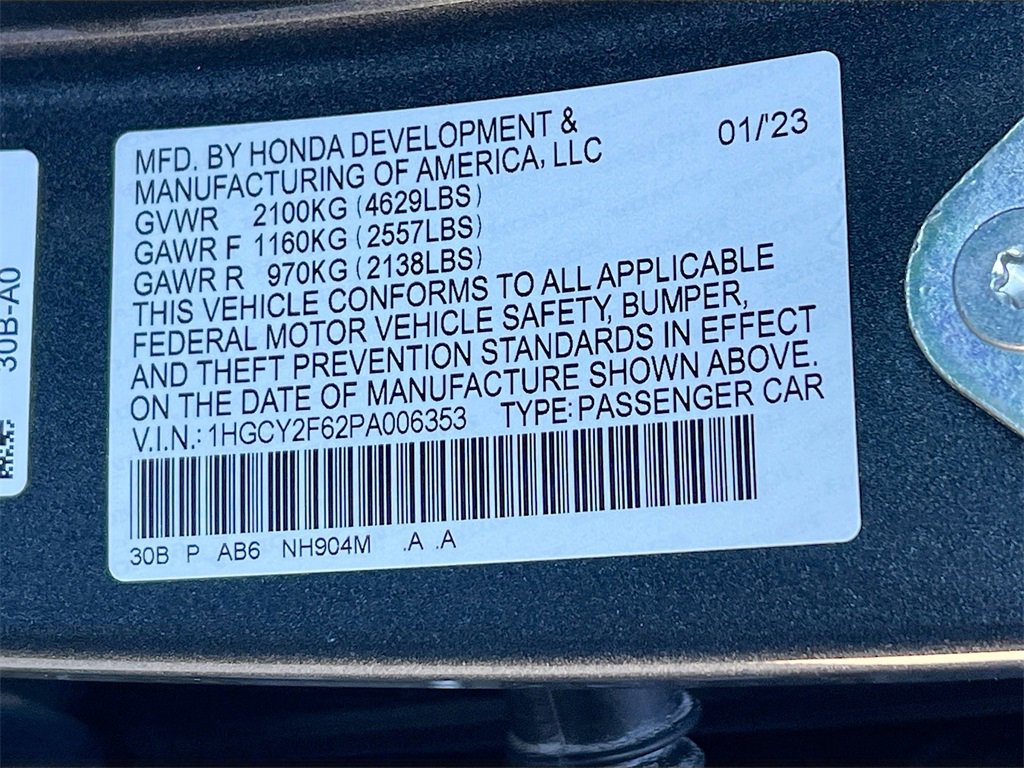 MFD. BY HONDA DEVELOPMENT &
MANUFACTURING OF AMERICA, LLC
01/'23
GVWR 2100KG (4629LBS)
GAWR F 1160KG (2557LBS)
GAWR R 970KG (2138LBS)
THIS VEHICLE CONFORMS TO ALL APPLICABLE
FEDERAL MOTOR VEHICLE SAFETY, BUMPER,
AND THEFT PREVENTION STANDARDS IN EFFECT
ON THE DATE OF MANUFACTURE SHOWN ABOVE.
V.I.N.: 1HGCY2F62PA006353 TYPE: PASSENGER CAR
30B P AB6 NH904M .A .A
30B-A0